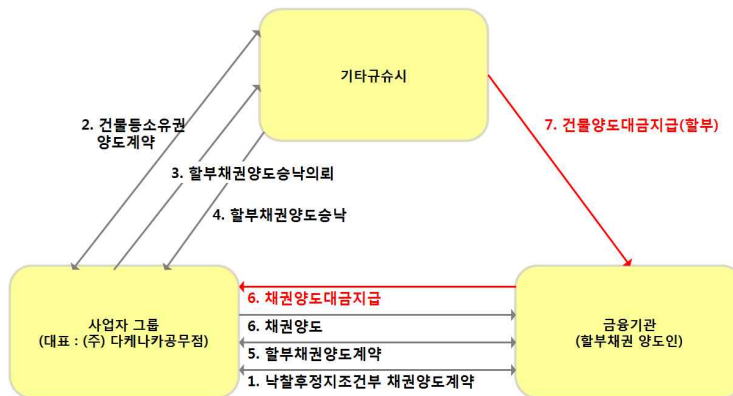 기타규슈시
2. 건물등소유권
양도계약
7. 건물양도대금지급(할부)
3. 할부채권양도승낙의뢰
4. 할부채권양도승낙
6. 채권양도대금지급
사업자 그룹
(대표 : (주) 다케나카공무점)
6. 채권양도
금융기관
(할부채권 양도인)
5. 할부채권양도계약
1. 낙찰후정지조건부 채권양도계약